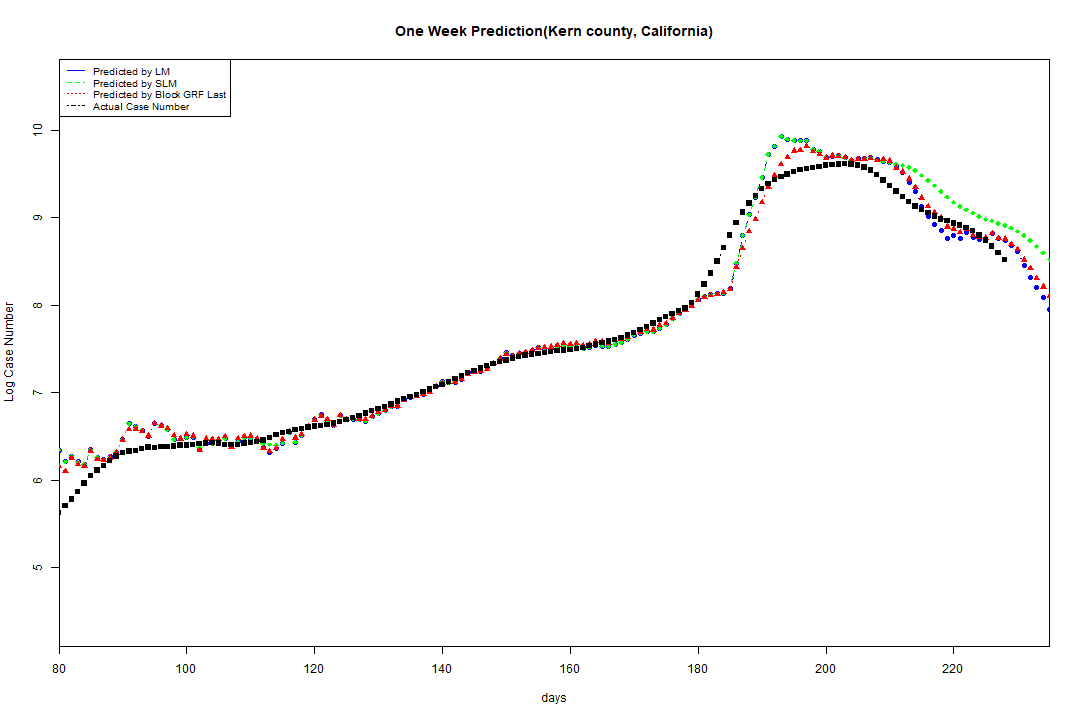 One Week Prediction(Kern county, California)
Predicted by LM
Predicted by SLM
Predicted by Block GRF Last
Actual Case Number
10
9
8
7
6
5
Log Case Number
80 100 120 140 160 180 200 220
days